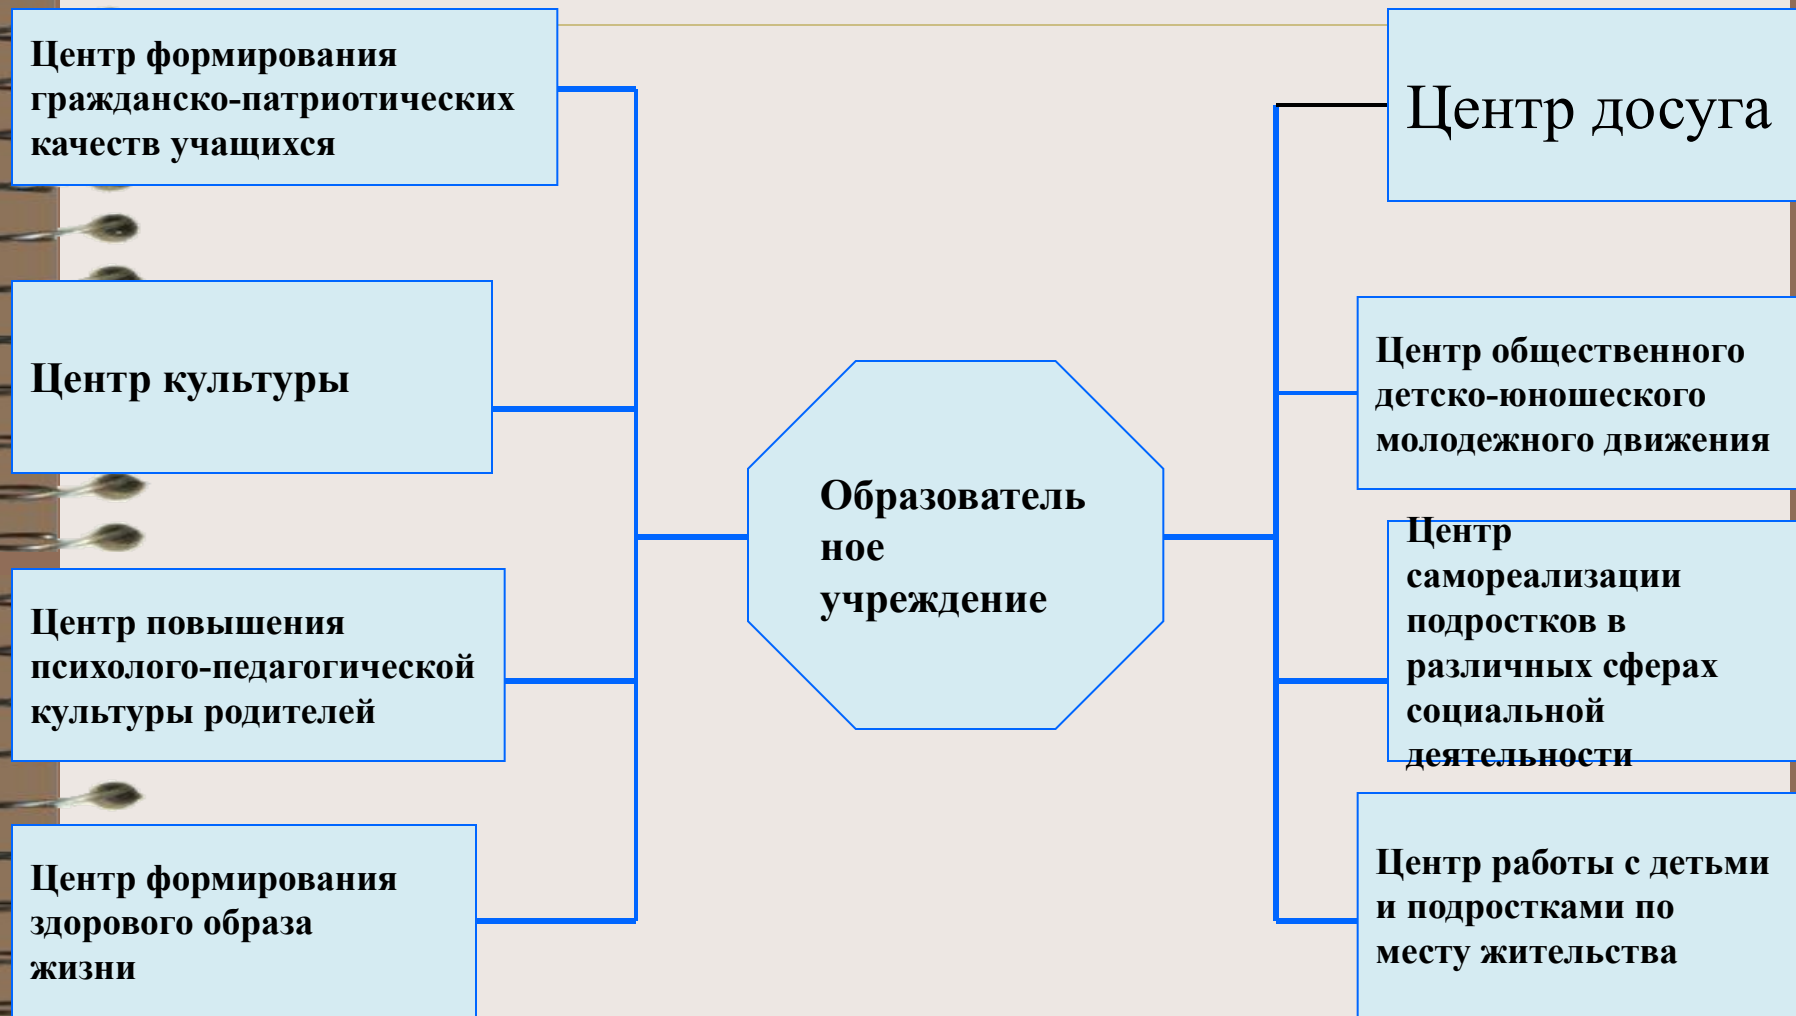 Центр формирования
гражданско-патриотических
качеств учащихся
Центр культуры
Центр повышения
психолого-педагогической
культуры родителей
Центр формирования
здорового образа
жизни
Образователь
ное
учреждение
Центр досуга
Центр общественного
детско-юношеского
молодежного движения
Центр
самореализации
подростков в
различных сферах
социальной
деятельности
Центр работы с детьми
и подростками по
месту жительства